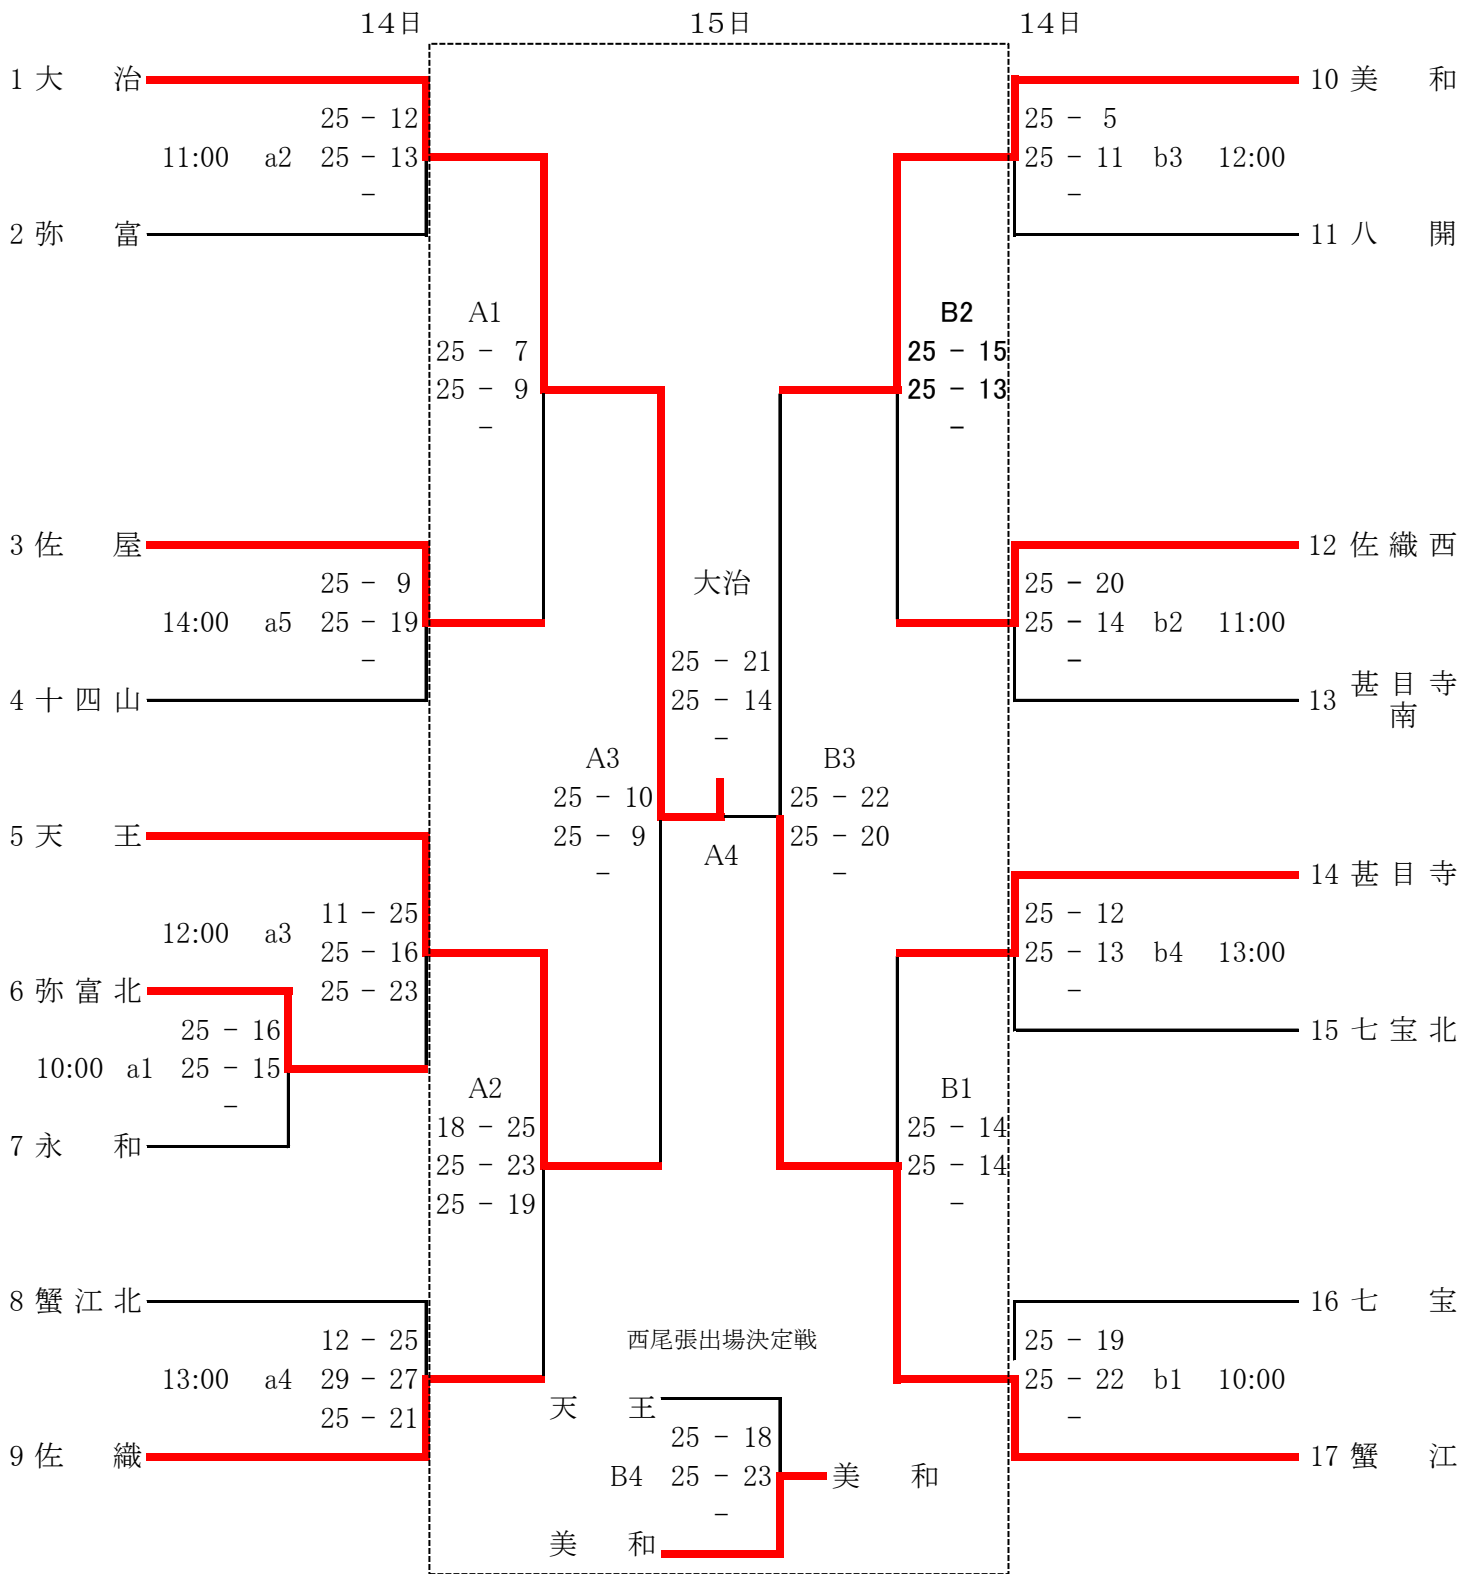 14日 15日 14日
1 大 治
25 - 12
11:00 a2 25 - 13
-
2 弥 富
A1
25 - 7
25 - 9
-
3 佐 屋
25 - 9
14:00 a5 25 - 19
-
4 十 四 山
5 天 王
11 - 25
12:00 a3
25 - 16
25 - 23
6 弥 富 北
25 - 16
10:00 a1 25 - 15
-
7 永 和
A2
18 - 25
25 - 23
25 - 19
8 蟹 江 北
12 - 25
13:00 a4 29 - 27
25 - 21
9 佐 織
A3
25 - 10
25 - 9
-
大治
25 - 21
25 - 14
-
A4
B3
25 - 22
25 - 20
-
西尾張出場決定戦
天 王
25 - 18
B4 25 - 23
-
美 和
美 和
10 美 和
25 - 5
25 - 11 b3 12:00
-
11 八 開
B2
25 - 15
25 - 13
-
12 佐 織 西
25 - 20
25 - 14 b2 11:00
-
13 甚 目 寺
南
14 甚 目 寺
25 - 12
25 - 13 b4 13:00
-
15 七 宝 北
B1
25 - 14
25 - 14
-
16 七 宝
25 - 19
25 - 22 b1 10:00
-
17 蟹 江